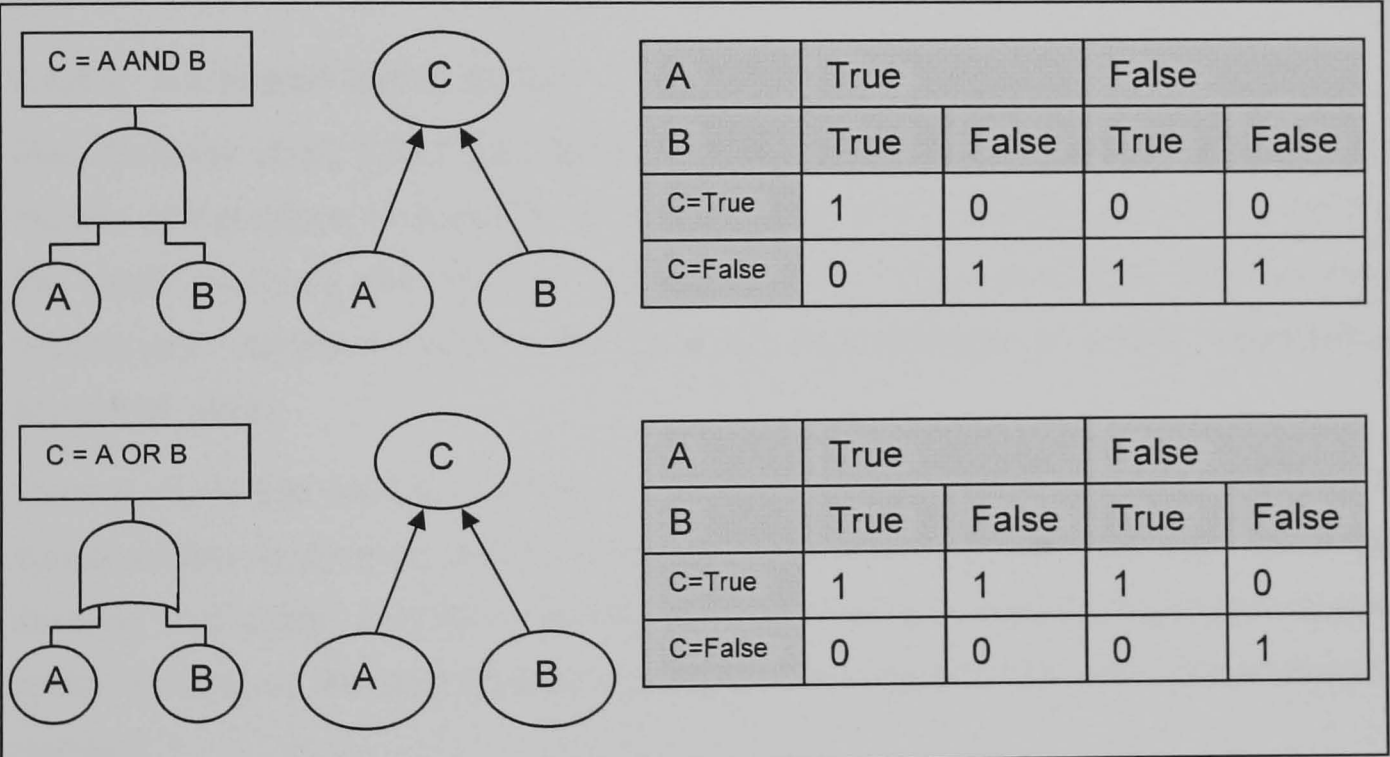 C = A AND B
C
A B
A B
A True False
B True False True False
C=True 1 0 0 0
C=False 0 1 1 1
C = A OR B
C
A B
A B
A True False
B True False True False
C=True 1 1 1 0
C=False 0 0 0 1